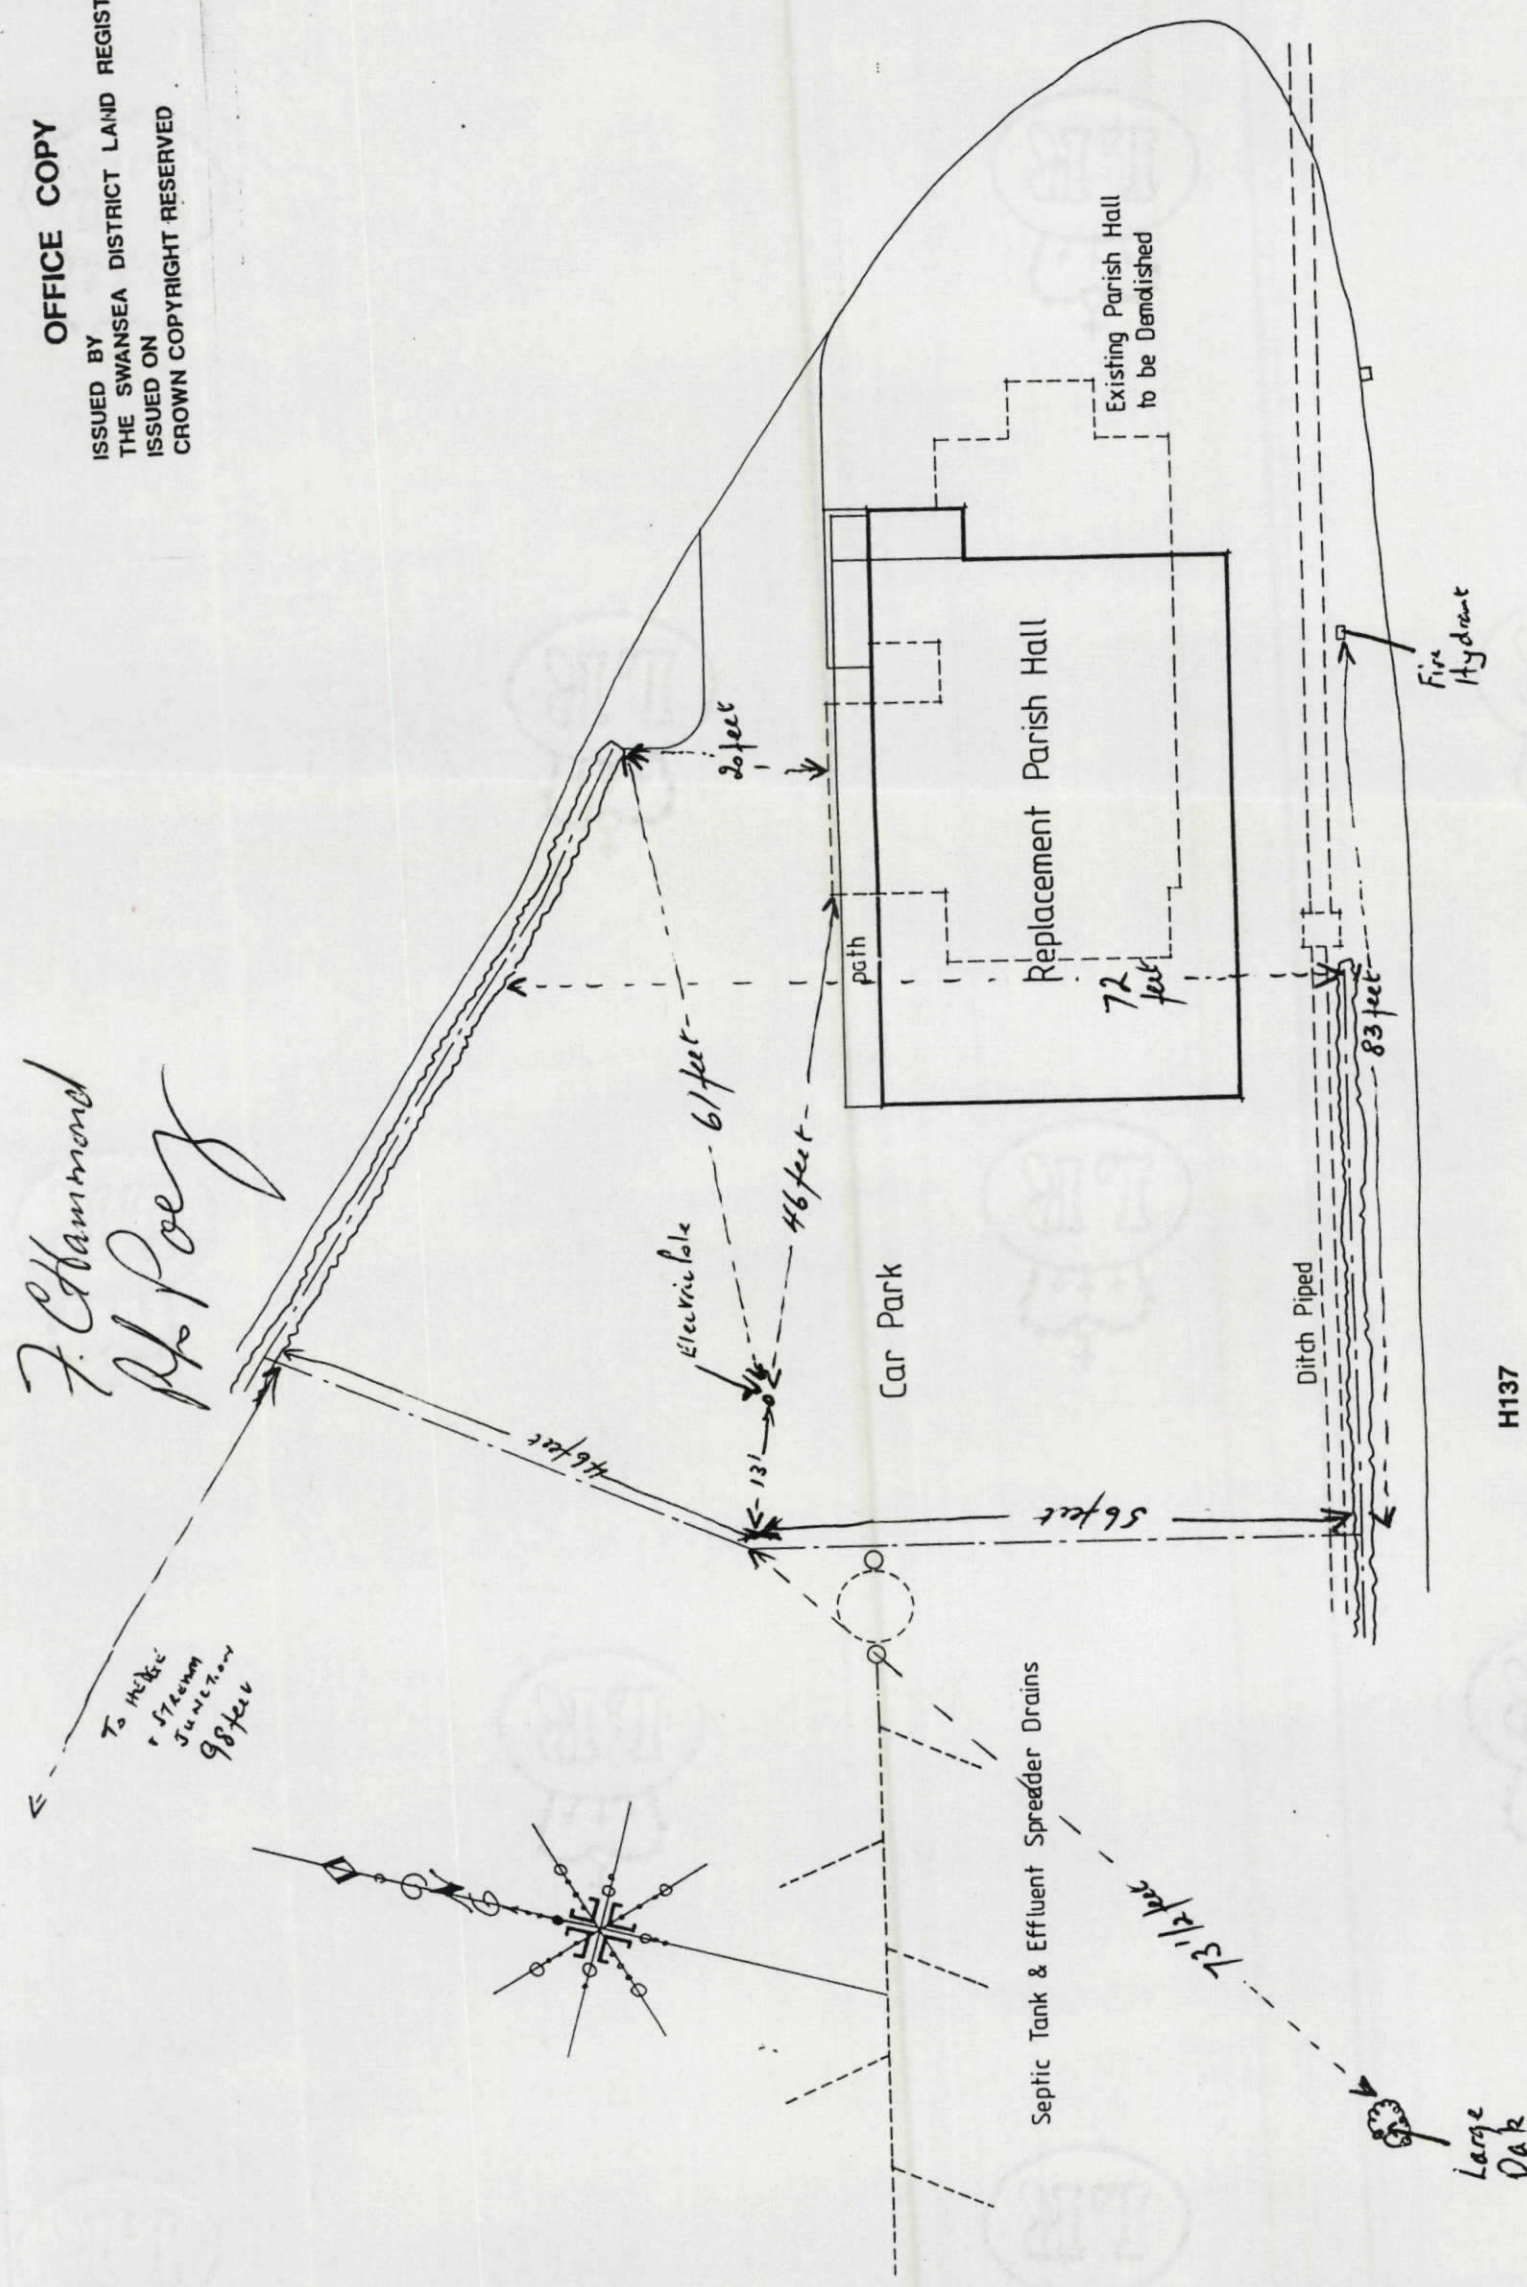 OFFICE COPY
ISSUED BY
THE SWANSEA DISTRICT LAND REGIST
ISSUED ON
CROWN COPYRIGHT RESERVED
F. C Hammond
To HEDGE
+ STREAM
JUNCTION
98 feet
46 feet
Electric Pole
61 feet
20 feet
46 feet
13'
path
Car Park
Replacement Parish Hall
72
feet
Existing Parish Hall
to be Demolished
56 feet
Ditch Piped
83 feet
Fire
Hydrant
Septic Tank & Effluent Spreader Drains
73 1/2 feet
Large
Oak
N
H137